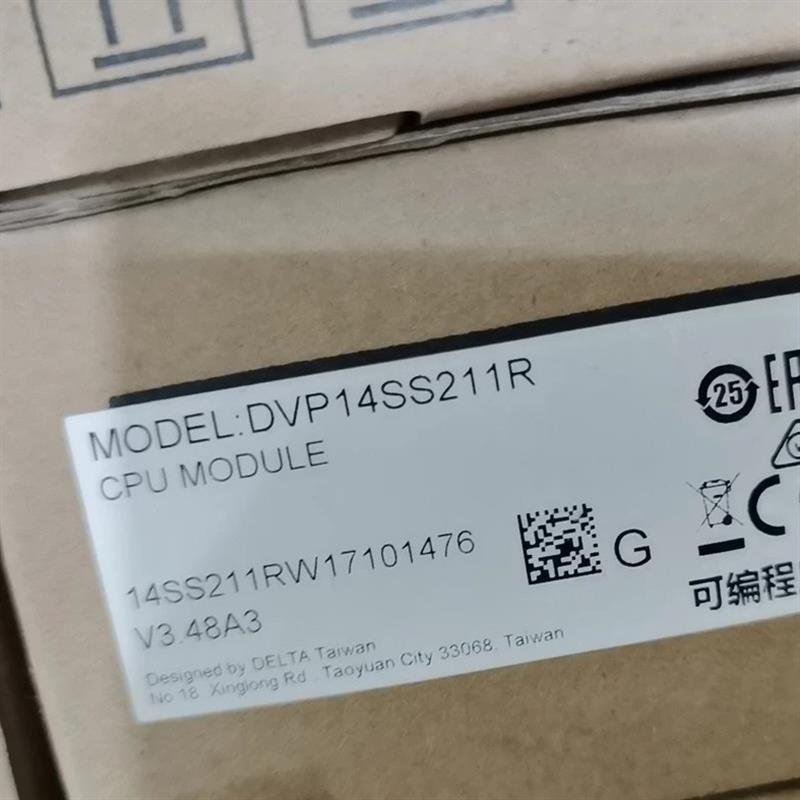 MODEL:DVP14SS211R
CPU MODULE
14SS211RW17101476
V3.48A3
G
Designed by DELTA Taiwan
No 18 Xinglong Rd., Taoyuan City 33068. Taiwan
25
C
可编程